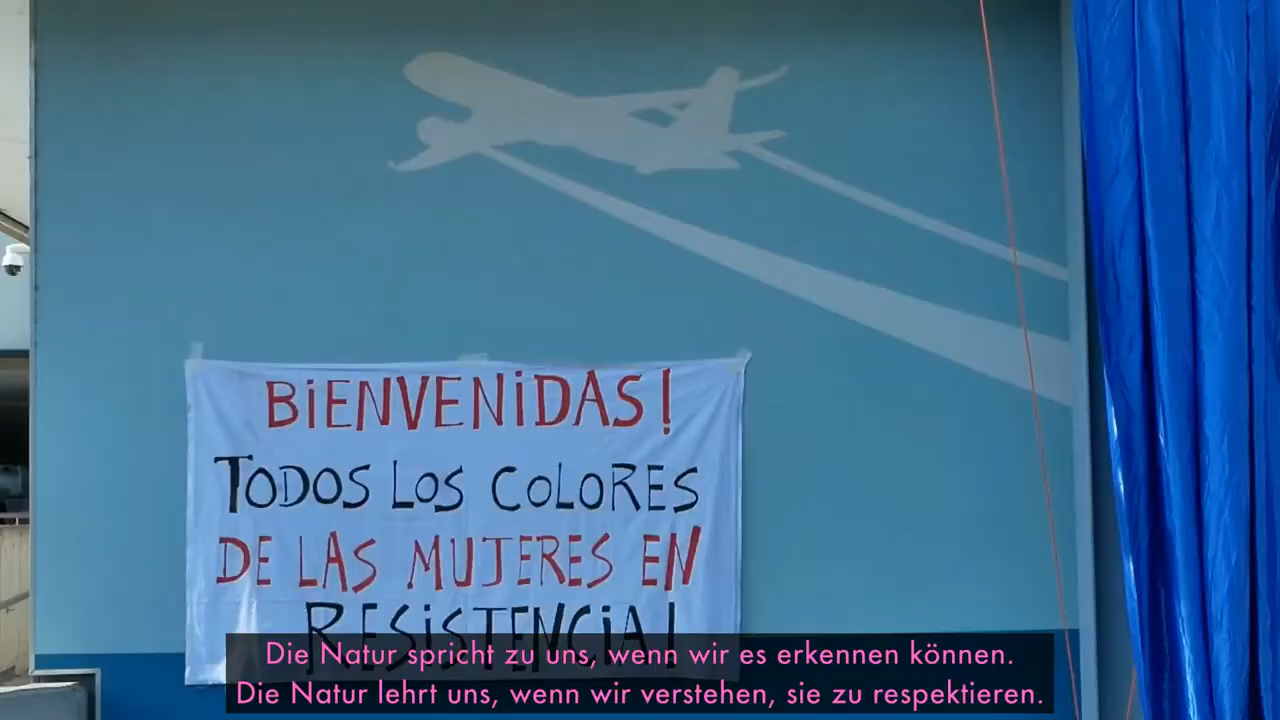 BIENVENIDAS!
TODOS LOS COLORES
DE LAS MUJERES EN
RESISTENCIA!
Die Natur spricht zu uns, wenn wir es erkennen können.
Die Natur lehrt uns, wenn wir verstehen, sie zu respektieren.